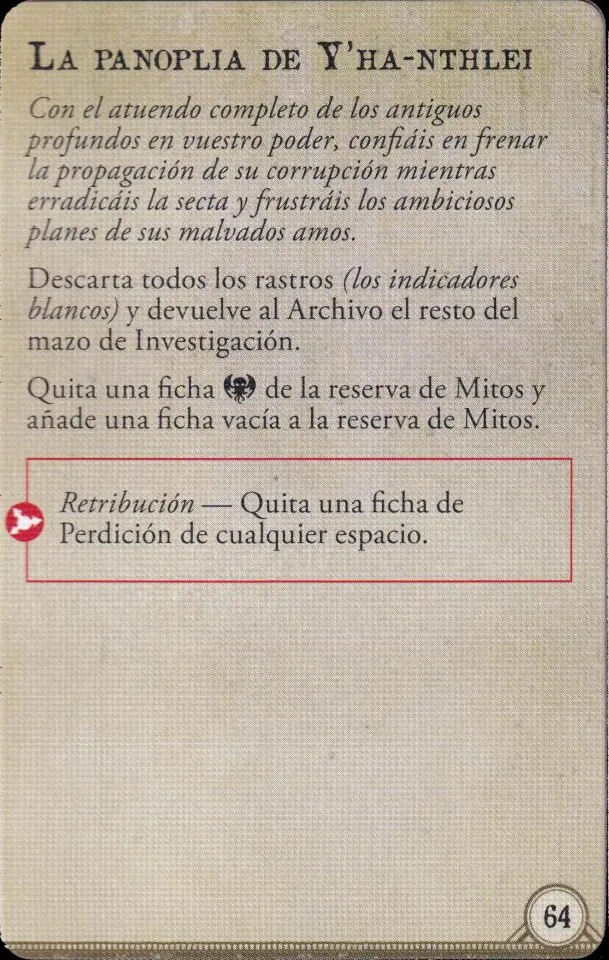 La panoplia de Y'ha-nthlei
Con el atuendo completo de los antiguos
profundos en vuestro poder, confiáis en frenar
la propagación de su corrupción mientras
erradicáis la secta y frustráis los ambiciosos
planes de sus malvados amos.
Descarta todos los rastros (los indicadores
blancos) y devuelve al Archivo el resto del
mazo de Investigación.
Quita una ficha de la reserva de Mitos y
añade una ficha vacía a la reserva de Mitos.
Retribución — Quita una ficha de
Perdición de cualquier espacio.
64